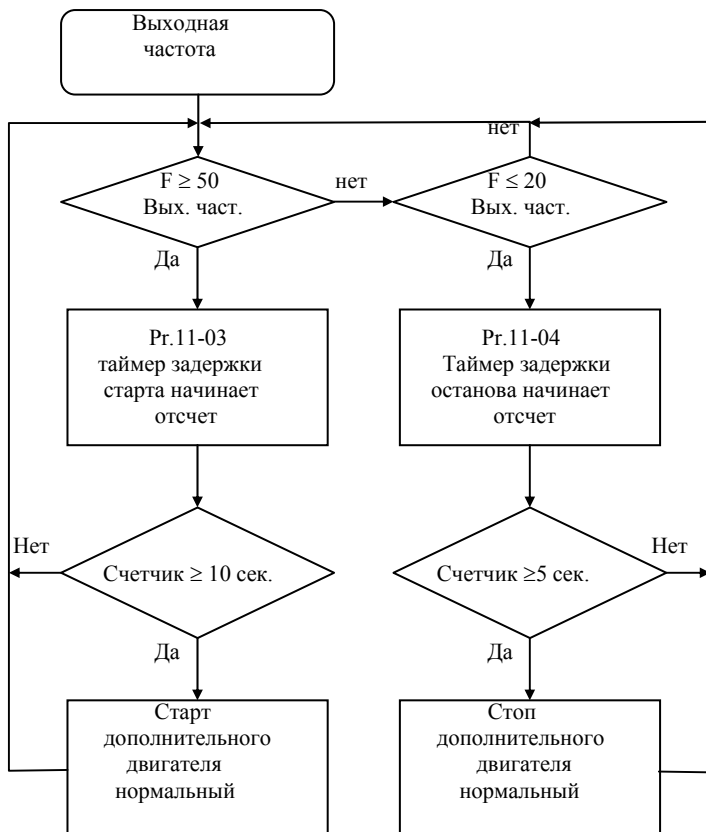 Выходная
частота
нет
F ≥ 50
Вых. част.
нет
F ≤ 20
Вых. част.
Да
Да
Pr.11-03
таймер задержки
старта начинает
отсчет
Pr.11-04
Таймер задержки
останова начинает
отсчет
Нет
Счетчик ≥ 10 сек.
Счетчик ≥5 сек.
Нет
Да
Да
Старт
дополнительного
двигателя
нормальный
Стоп
дополнительного
двигателя
нормальный